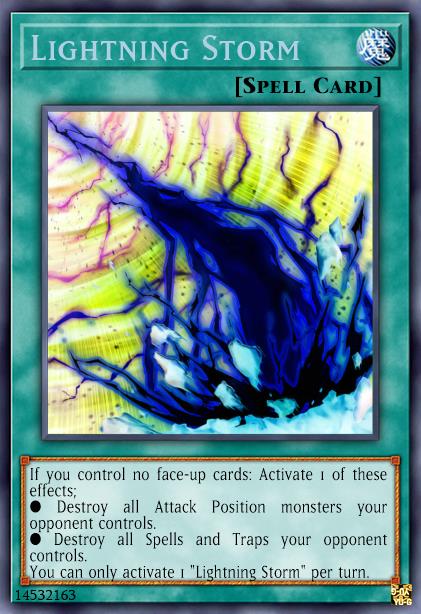 LIGHTNING STORM
魔
[SPELL CARD]
If you control no face-up cards: Activate 1 of these
effects;
● Destroy all Attack Position monsters your
opponent controls.
● Destroy all Spells and Traps your opponent
controls.
You can only activate 1 "Lightning Storm" per turn.
14532163